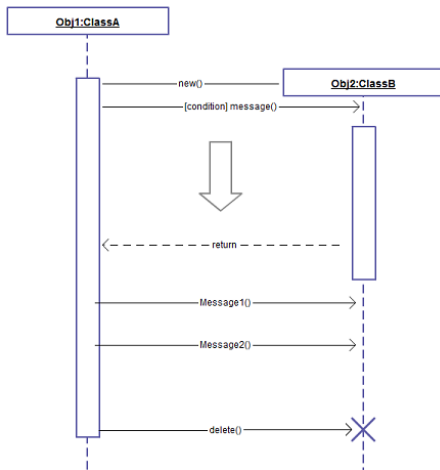 Obj1:ClassA
new()
Obj2:ClassB
[condition] message()
return
Message1()
Message2()
delete()